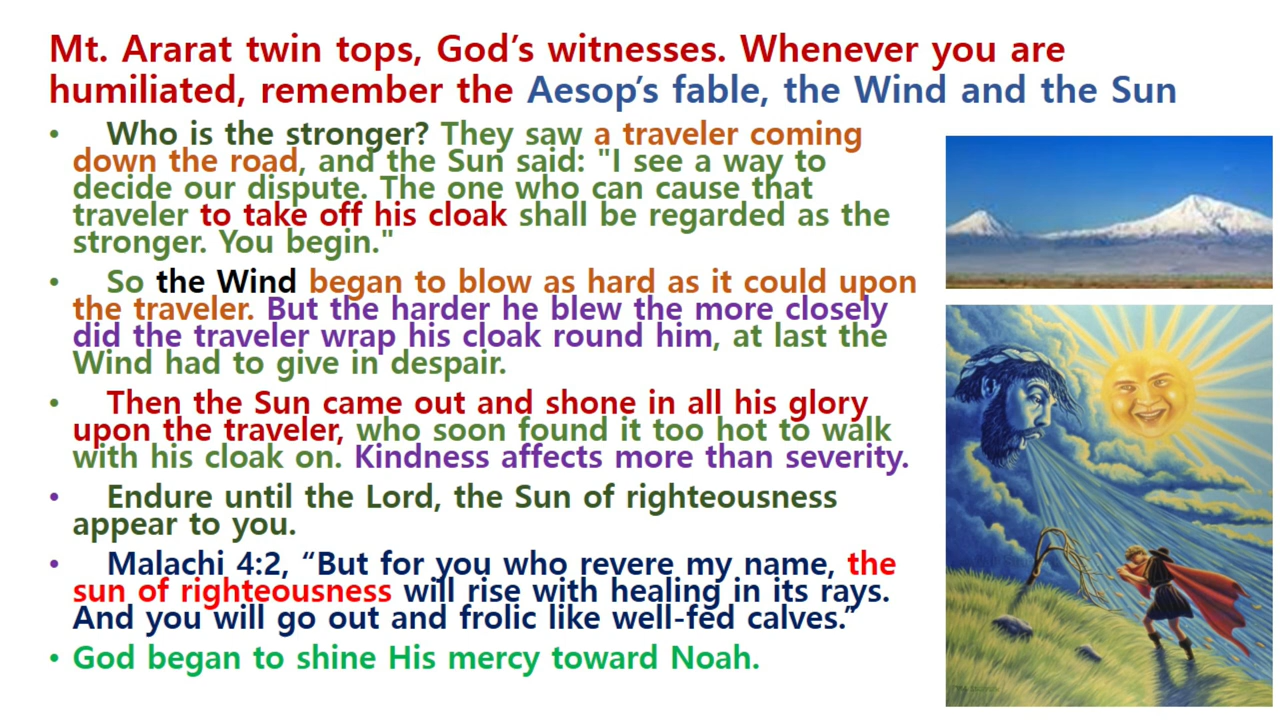 Mt. Ararat twin tops, God’s witnesses. Whenever you are
humiliated, remember the Aesop’s fable, the Wind and the Sun
• Who is the stronger? They saw a traveler coming
down the road, and the Sun said: "I see a way to
decide our dispute. The one who can cause that
traveler to take off his cloak shall be regarded as the
stronger. You begin."
• So the Wind began to blow as hard as it could upon
the traveler. But the harder he blew the more closely
did the traveler wrap his cloak round him, at last the
Wind had to give in despair.
• Then the Sun came out and shone in all his glory
upon the traveler, who soon found it too hot to walk
with his cloak on. Kindness affects more than severity.
• Endure until the Lord, the Sun of righteousness
appear to you.
• Malachi 4:2, “But for you who revere my name, the
sun of righteousness will rise with healing in its rays.
And you will go out and frolic like well-fed calves.”
• God began to shine His mercy toward Noah.